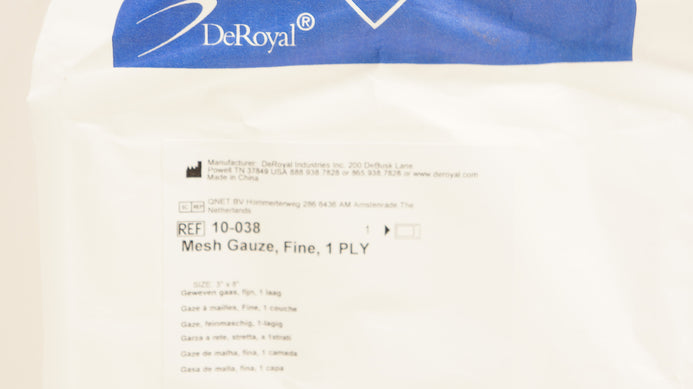 DeRoyal®
Manufacturer: DeRoyal Industries Inc. 200 DeBusk Lane
Powell TN 37849 USA 888.938.7828 or 865.938.7828 or www.deroyal.com
Made in China
EC REP
QNET BV Hommerterweg 286 6436 AM Amstenrade The
Netherlands
REF 10-038 1
Mesh Gauze, Fine, 1 PLY
SIZE: 3" x 8"
Geweven gaas, fijn, 1 laag
Gaze à mailles, Fine, 1 couche
Gaze, feinmaschig, 1-lagig
Garza a rete, stretta, x 1strati
Gaze de malha, fina, 1 camada
Gasa de malla, fina, 1 capa